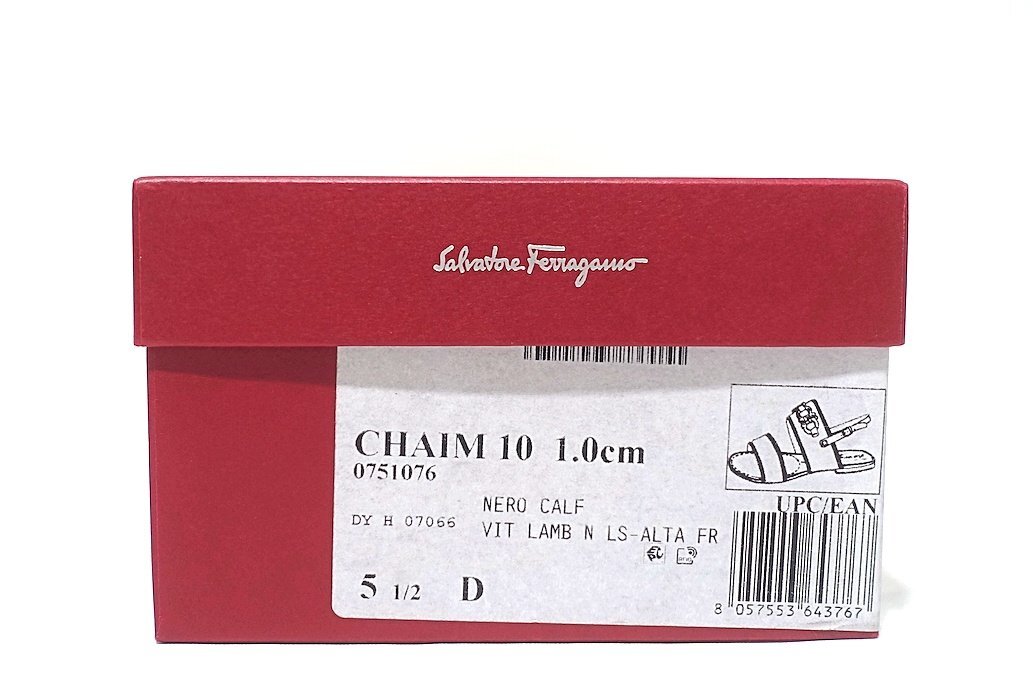 Salvatore Ferragamo
CHAIM 10 1.0cm
0751076
NERO CALF
DY H 07066
VIT LAMB N LS-ALTA FR
UPC/EAN
5 1/2 D
8 057553 643767